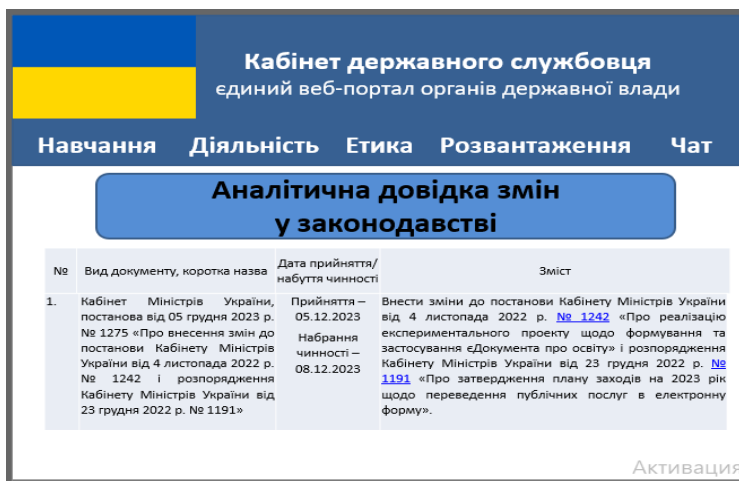 Кабінет державного службовця
єдиний веб-портал органів державної влади
Навчання Діяльність Етика Розвантаження Чат
Аналітична довідка змін
у законодавстві
№ Вид документу, коротка назва Дата прийняття/ набуття чинності Зміст
1.
Кабінет Міністрів України,
постанова від 05 грудня 2023 р.
№ 1275 «Про внесення змін до
постанови Кабінету Міністрів
України від 4 листопада 2022 р.
№ 1242 і розпорядження
Кабінету Міністрів України від
23 грудня 2022 р. № 1191»
Прийняття –
05.12.2023
Набрання
чинності –
08.12.2023
Внести зміни до постанови Кабінету Міністрів України
від 4 листопада 2022 р. № 1242 «Про реалізацію
експериментального проекту щодо формування та
застосування єДокумента про освіту» і розпорядження
Кабінету Міністрів України від 23 грудня 2022 р. №
1191 «Про затвердження плану заходів на 2023 рік
щодо переведення публічних послуг в електронну
форму».
Активация